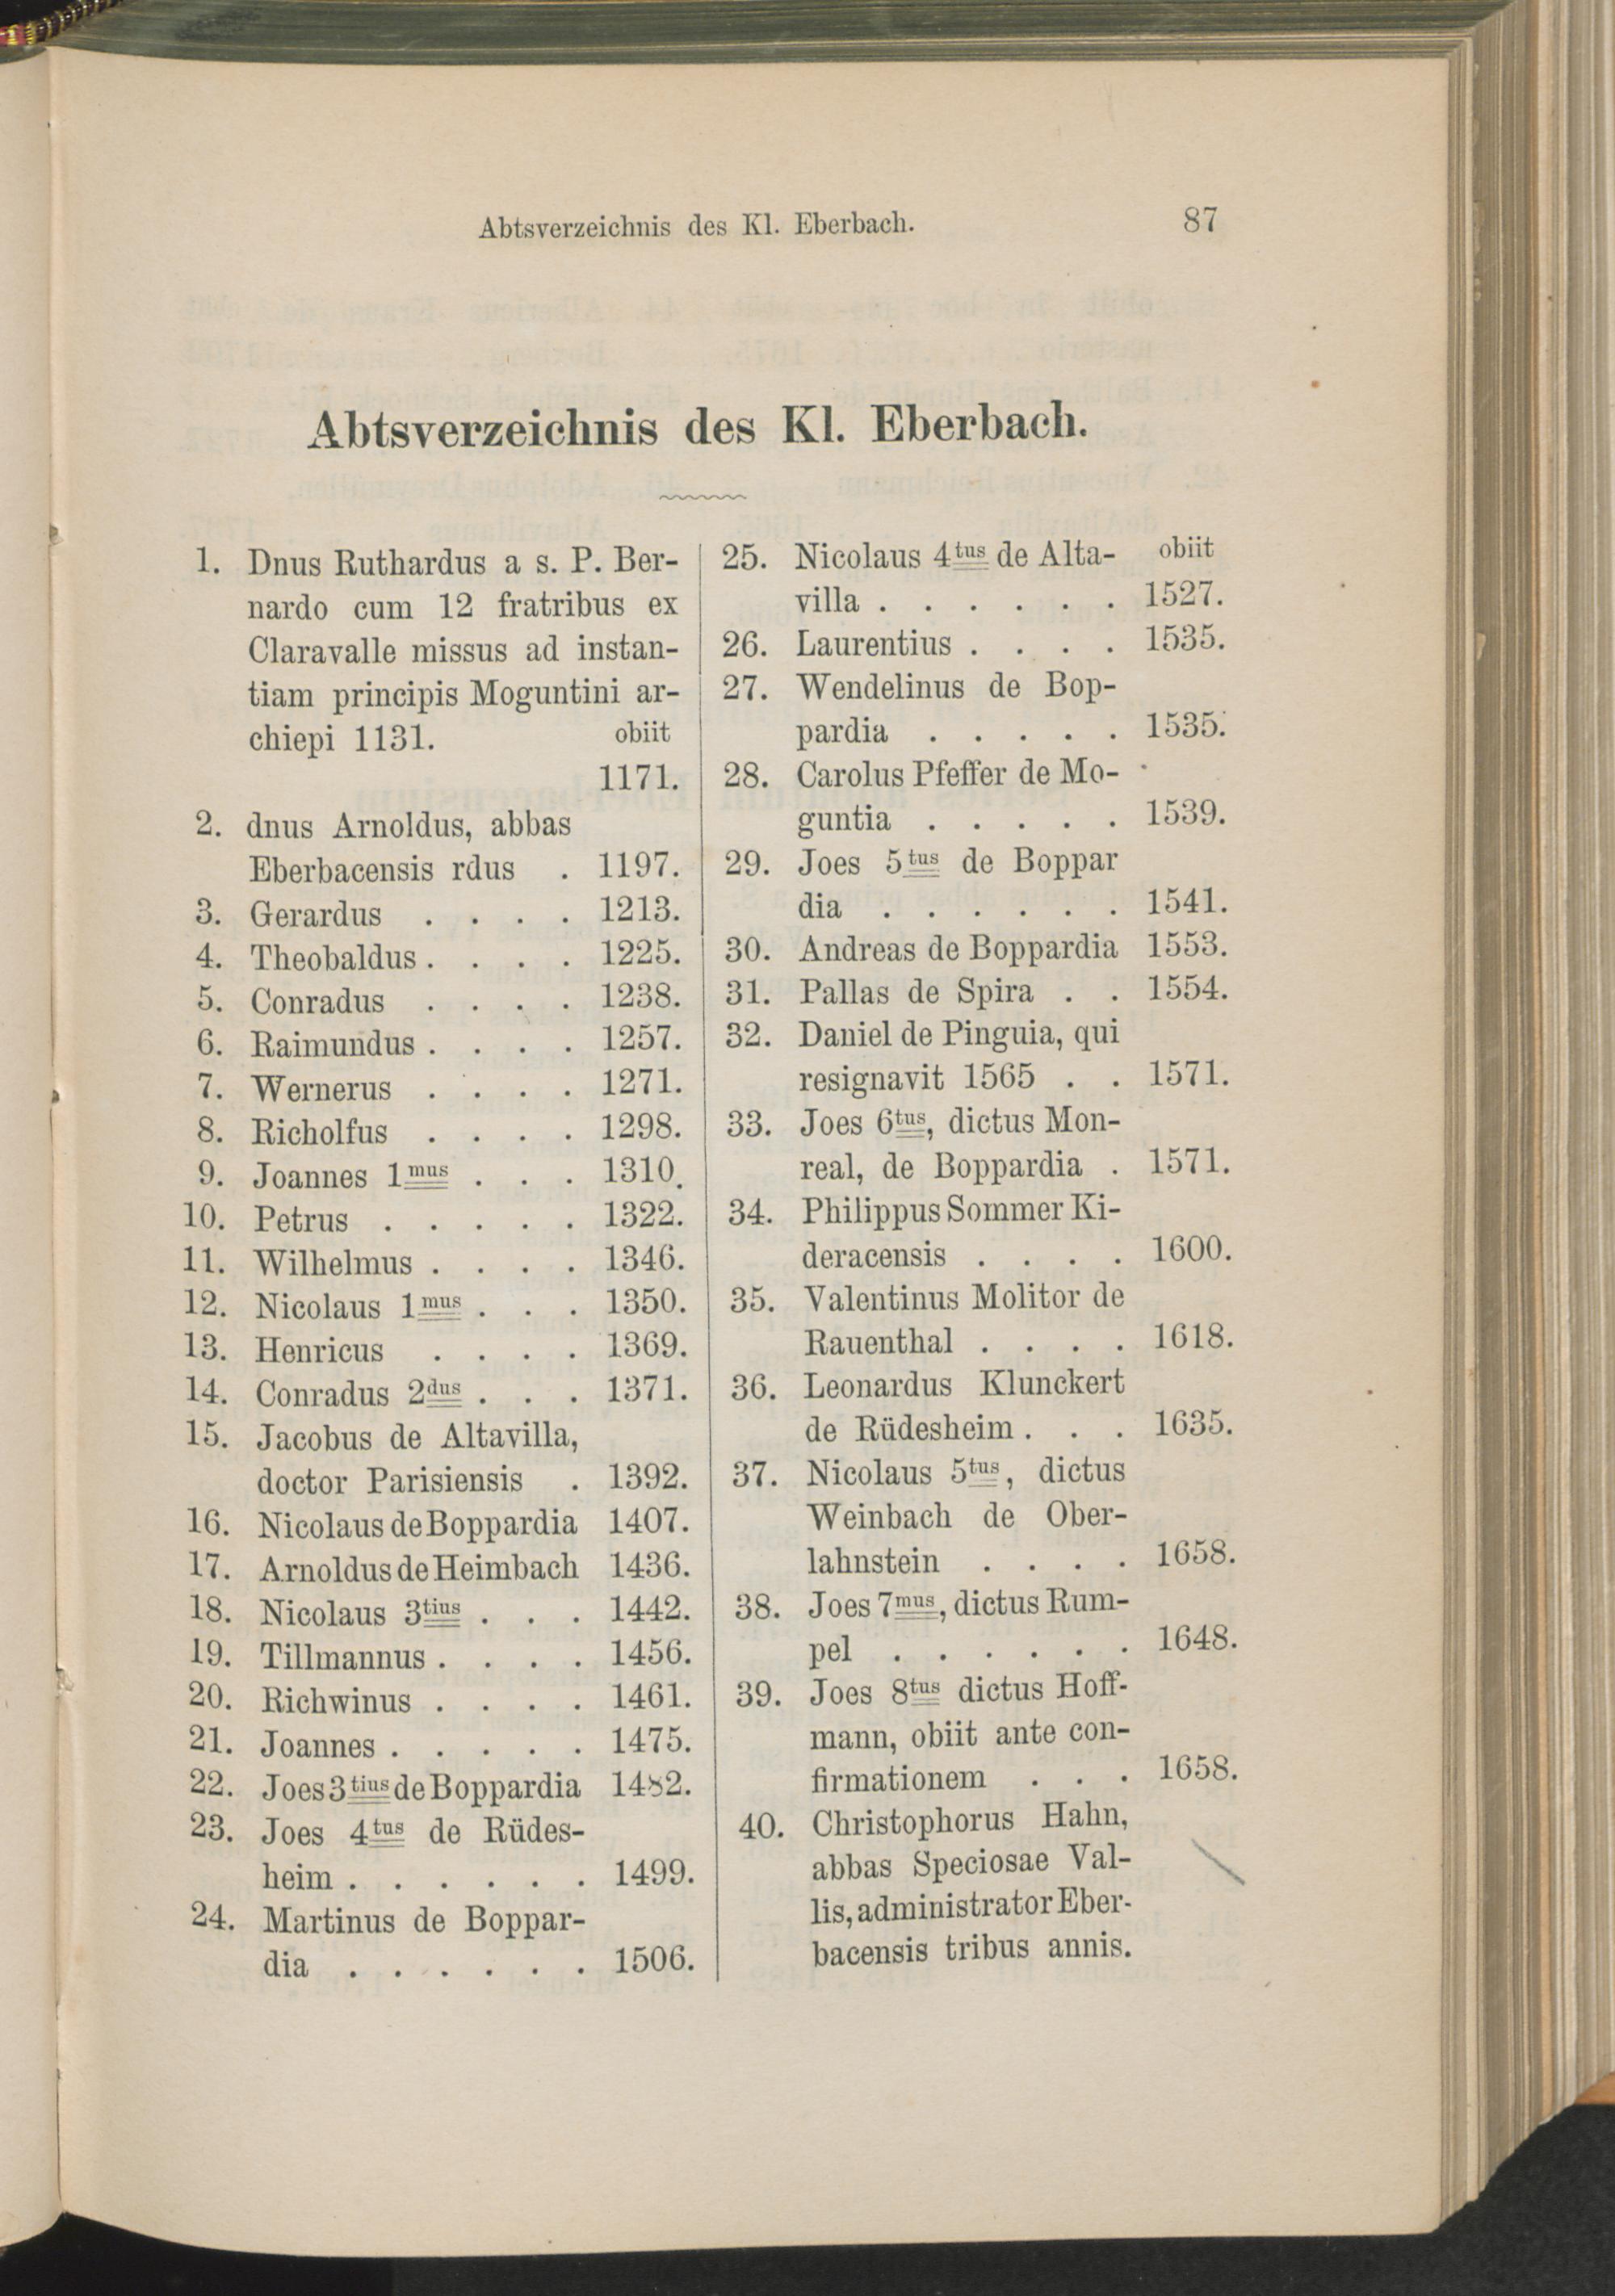 Abtsverzeichnis des Kl. Eberbach. 87
Abtsverzeichnis des Kl. Eberbach.
1. Dnus Ruthardus a s. P. Ber-
nardo cum 12 fratribus ex
Claravalle missus ad instan-
tiam principis Moguntini ar-
chiepi 1131. obiit
1171.
2. dnus Arnoldus, abbas
Eberbacensis rdus . 1197.
3. Gerardus . . . . 1213.
4. Theobaldus . . . . 1225.
5. Conradus . . . . 1238.
6. Raimundus . . . . 1257.
7. Wernerus . . . . 1271.
8. Richolfus . . . . 1298.
9. Joannes 1mus . . . 1310.
10. Petrus . . . . . 1322.
11. Wilhelmus . . . . 1346.
12. Nicolaus 1mus . . . 1350.
13. Henricus . . . . 1369.
14. Conradus 2dus . . . 1371.
15. Jacobus de Altavilla,
doctor Parisiensis . 1392.
16. Nicolaus de Boppardia 1407.
17. Arnoldus de Heimbach 1436.
18. Nicolaus 3tius . . . 1442.
19. Tillmannus . . . . 1456.
20. Richwinus . . . . 1461.
21. Joannes . . . . . 1475.
22. Joes 3tius de Boppardia 1482.
23. Joes 4tus de Rüdes-
heim . . . . . . 1499.
24. Martinus de Boppar-
dia . . . . . . 1506.
25. Nicolaus 4tus de Alta- obiit
villa . . . . . . 1527.
26. Laurentius . . . . 1535.
27. Wendelinus de Bop-
pardia . . . . . 1535.
28. Carolus Pfeffer de Mo-
guntia . . . . . 1539.
29. Joes 5tus de Boppar
dia . . . . . . 1541.
30. Andreas de Boppardia 1553.
31. Pallas de Spira . . 1554.
32. Daniel de Pinguia, qui
resignavit 1565 . . 1571.
33. Joes 6tus, dictus Mon-
real, de Boppardia . 1571.
34. Philippus Sommer Ki-
deracensis . . . . 1600.
35. Valentinus Molitor de
Rauenthal . . . . 1618.
36. Leonardus Klunckert
de Rüdesheim . . . 1635.
37. Nicolaus 5tus, dictus
Weinbach de Ober-
lahnstein . . . . 1658.
38. Joes 7mus, dictus Rum-
pel . . . . . . 1648.
39. Joes 8tus dictus Hoff-
mann, obiit ante con-
firmationem . . . 1658.
40. Christophorus Hahn,
abbas Speciosae Val-
lis, administrator Eber-
bacensis tribus annis.